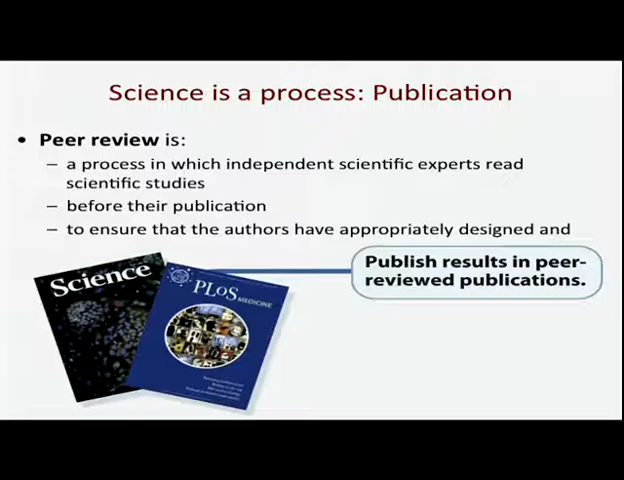 Science is a process: Publication
• Peer review is:
– a process in which independent scientific experts read
scientific studies
– before their publication
– to ensure that the authors have appropriately designed and
Publish results in peer-
reviewed publications.
Science
PLoS
MEDICINE